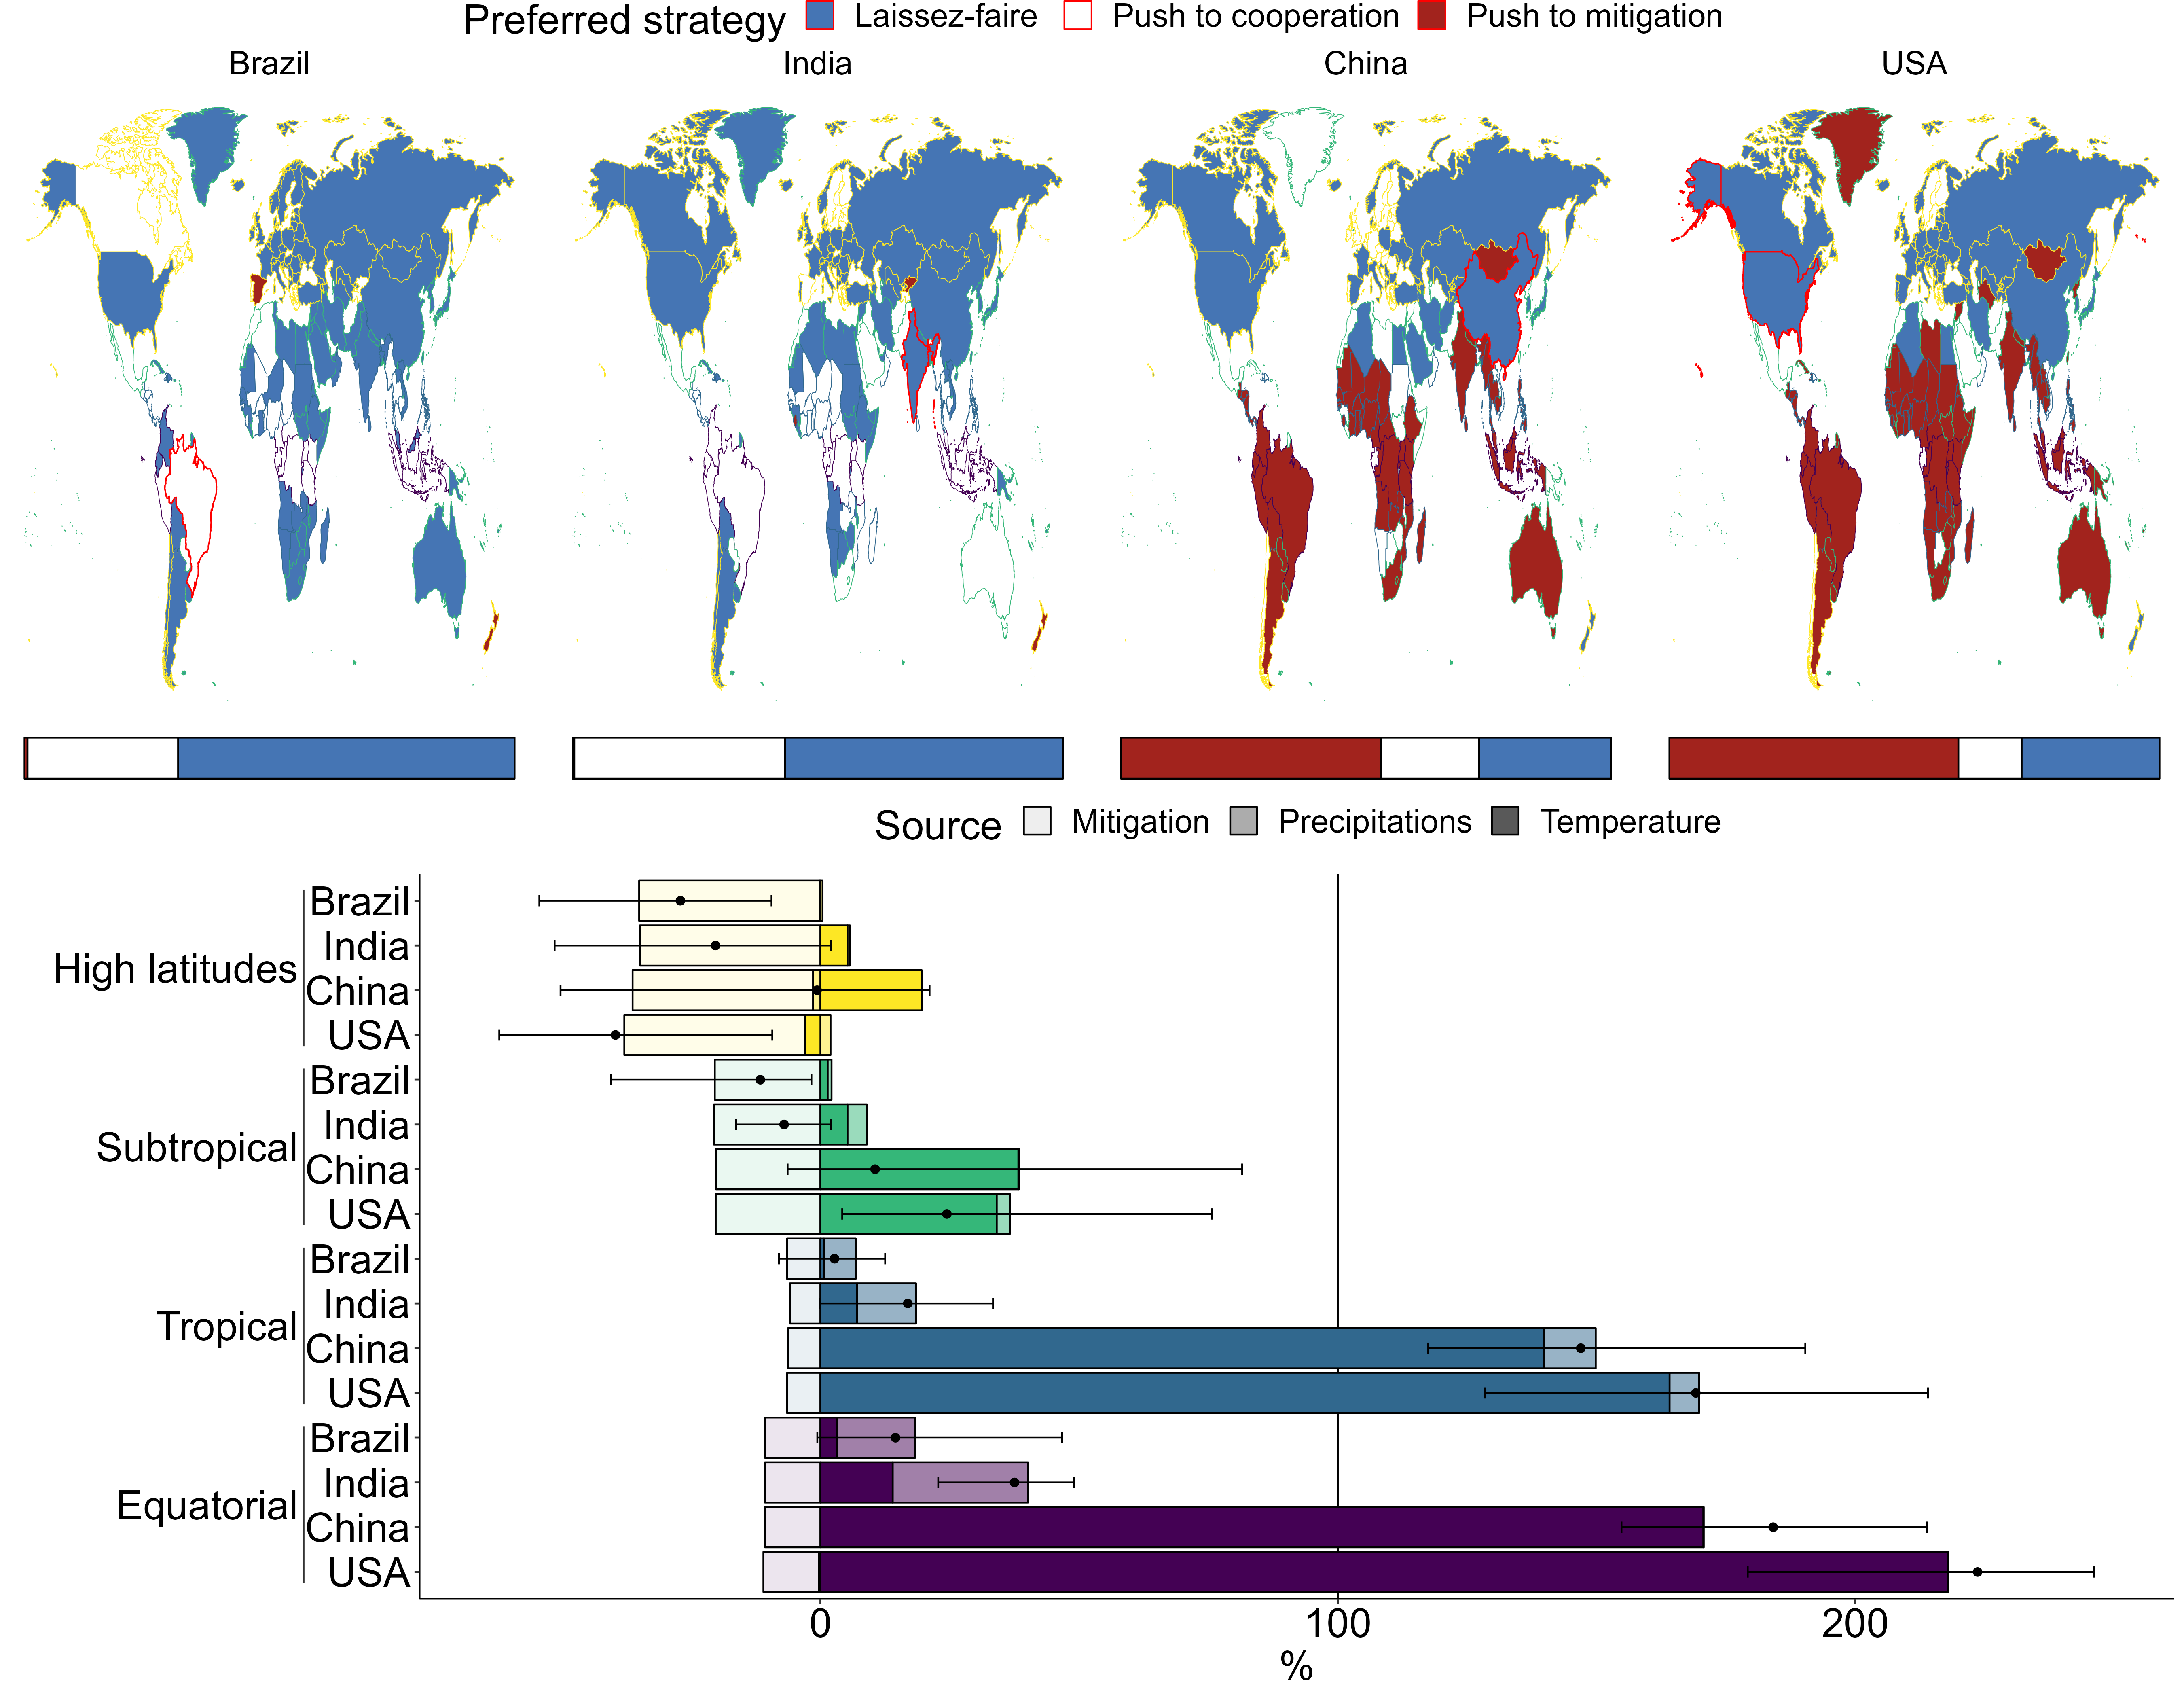 Preferred strategy Laissez-faire Push to cooperation Push to mitigation
Brazil India China USA
Source Mitigation Precipitations Temperature
High latitudes
Brazil
India
China
USA
Subtropical
Brazil
India
China
USA
Tropical
Brazil
India
China
USA
Equatorial
Brazil
India
China
USA
0 100 200
%